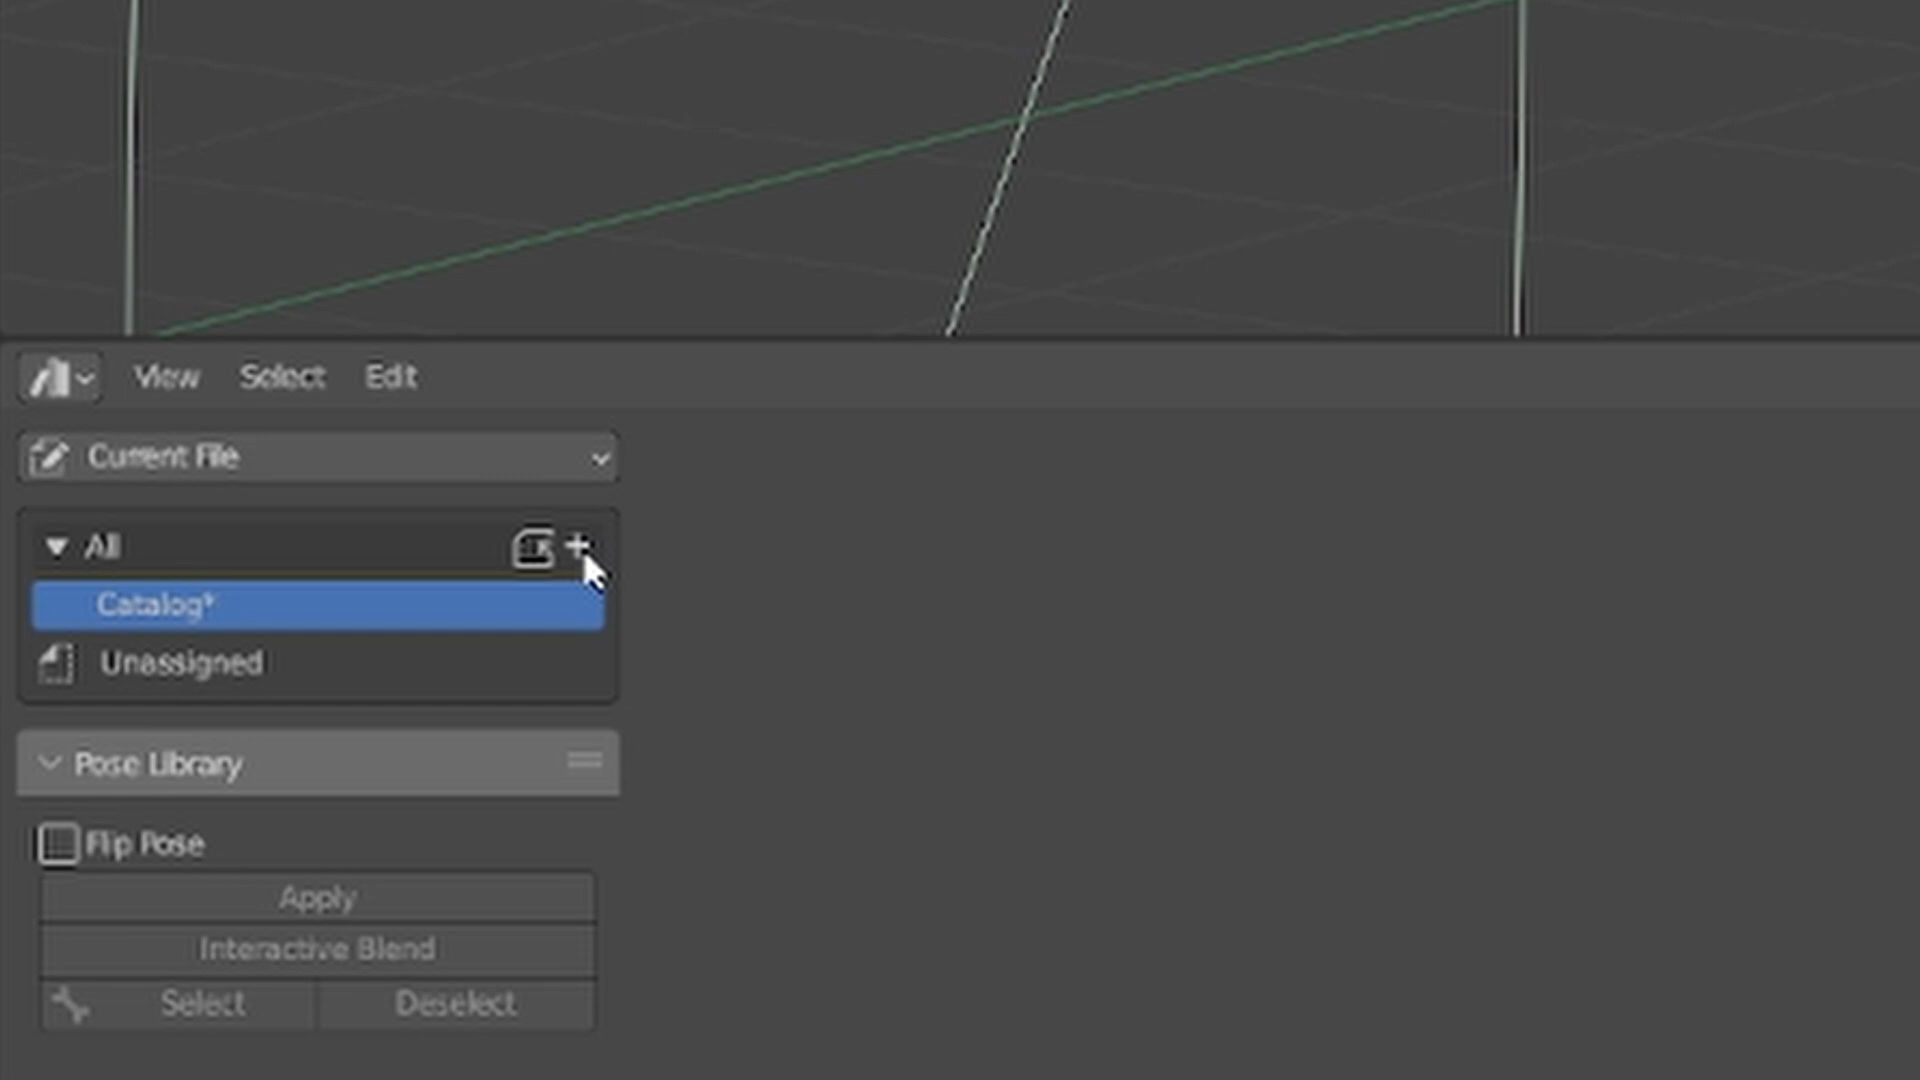 View Select Edit
Current File
All
Catalog*
Unassigned
Pose Library
Flip Pose
Apply
Interactive Blend
Select Deselect